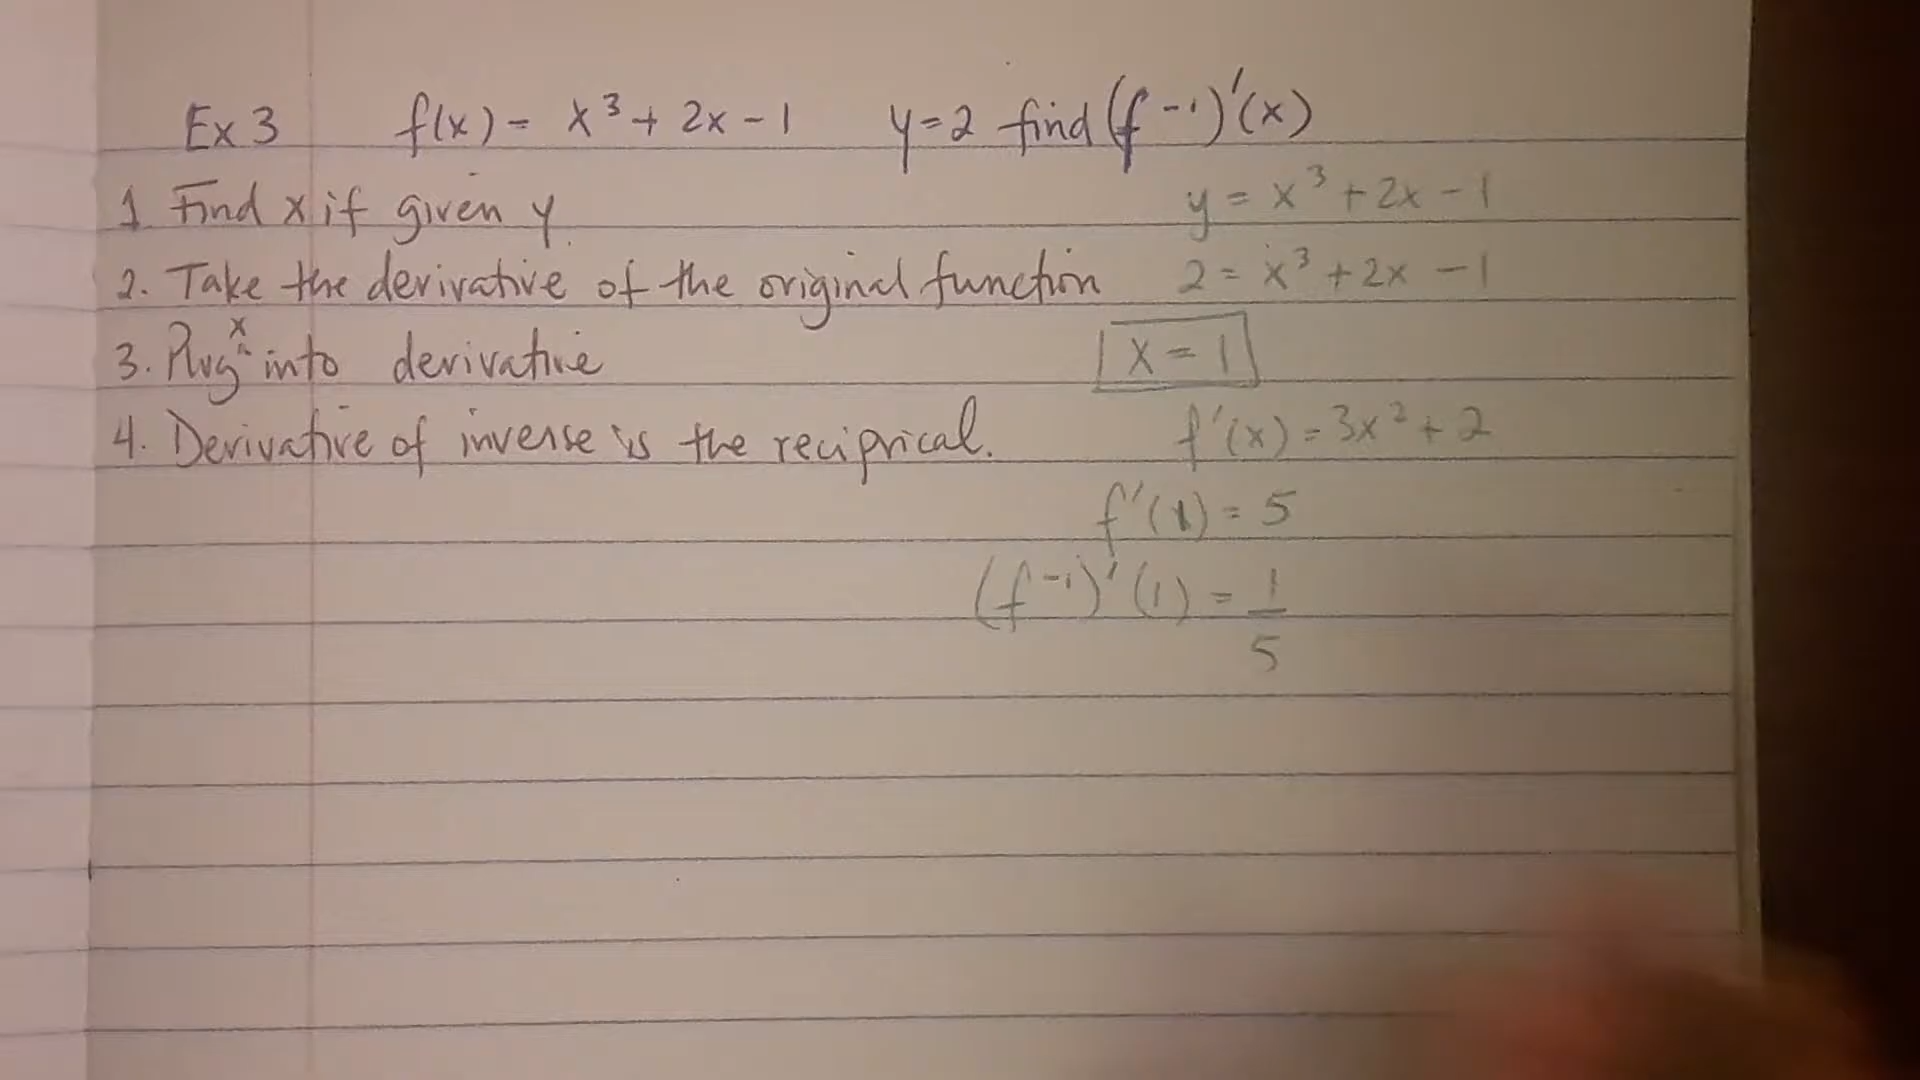 Ex 3 f(x) = x³ + 2x - 1 y = 2 find (f⁻¹)'(x)
1 Find x if given y.
y = x³ + 2x - 1
2. Take the derivative of the original function
2 = x³ + 2x - 1
3. Plug x into derivative
x = 1
4. Derivative of inverse is the reciprical.
f'(x) = 3x² + 2
f'(1) = 5
(f⁻¹)'(1) = 1
5